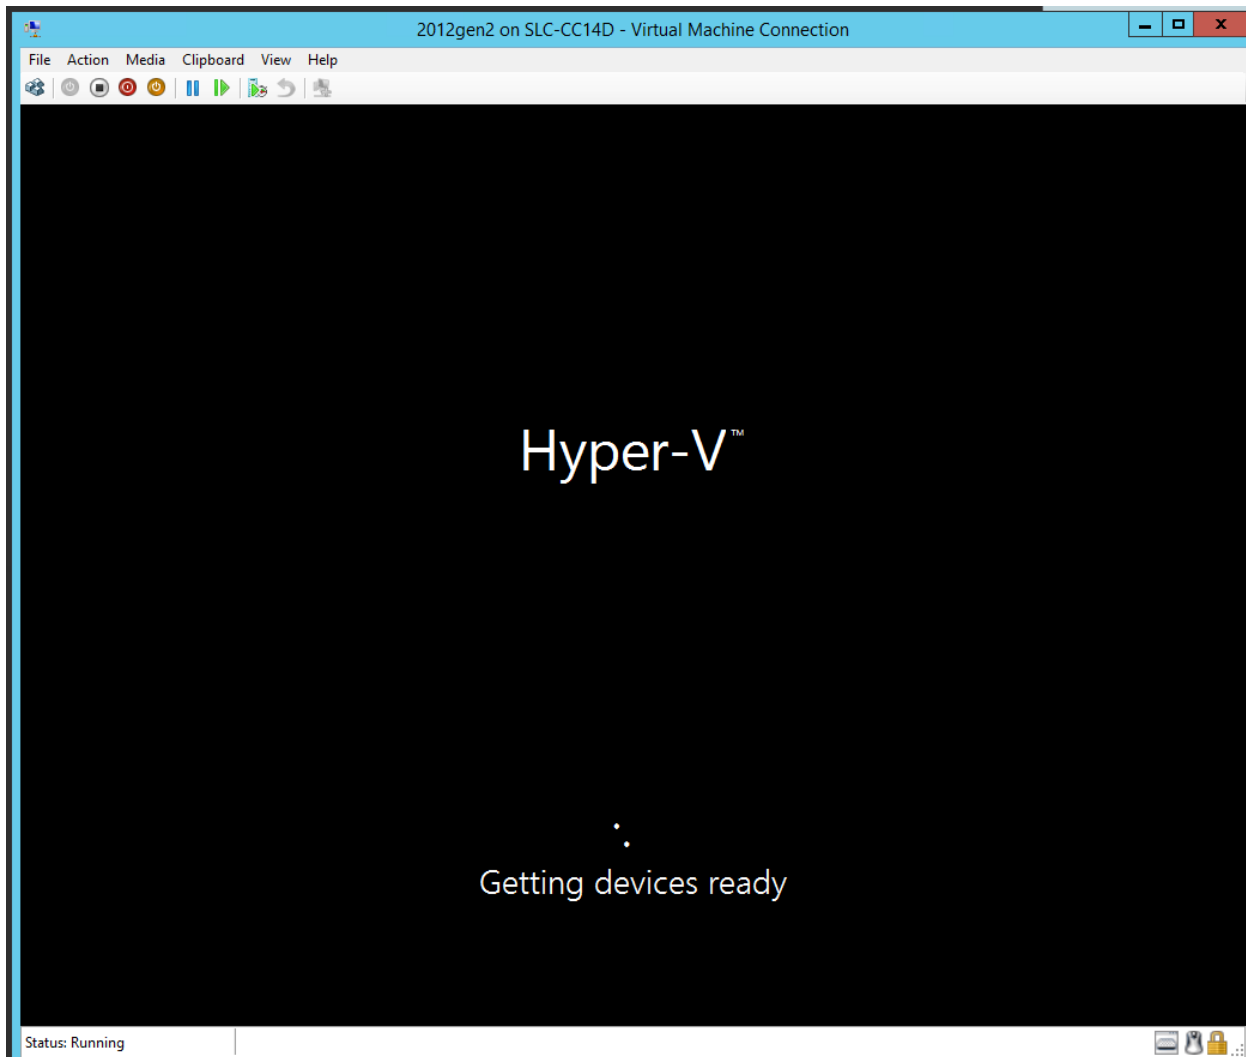 2012gen2 on SLC-CC14D - Virtual Machine Connection
File Action Media Clipboard View Help
Hyper-V™
Getting devices ready
Status: Running